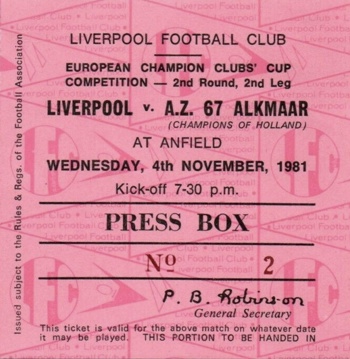 LIVERPOOL FOOTBALL CLUB
EUROPEAN CHAMPION CLUBS' CUP
COMPETITION — 2nd Round, 2nd Leg
LIVERPOOL v. A.Z. 67 ALKMAAR
(CHAMPIONS OF HOLLAND)
AT ANFIELD
WEDNESDAY, 4th NOVEMBER, 1981
Kick-off 7-30 p.m.
PRESS BOX
No 2
P. B. Robinson
General Secretary
This ticket is valid for the above match on whatever date
it may be played. THIS PORTION TO BE HANDED IN
Issued subject to the Rules & Regs. of the Football Association